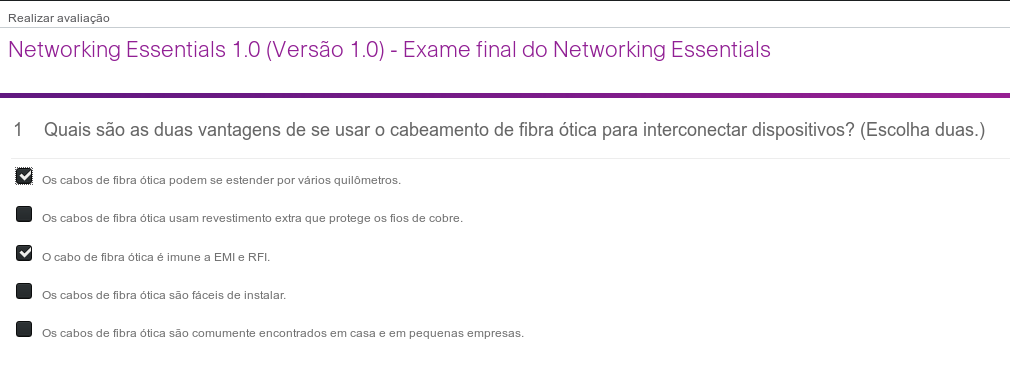 Realizar avaliação
Networking Essentials 1.0 (Versão 1.0) - Exame final do Networking Essentials
1 Quais são as duas vantagens de se usar o cabeamento de fibra ótica para interconectar dispositivos? (Escolha duas.)
Os cabos de fibra ótica podem se estender por vários quilômetros.
Os cabos de fibra ótica usam revestimento extra que protege os fios de cobre.
O cabo de fibra ótica é imune a EMI e RFI.
Os cabos de fibra ótica são fáceis de instalar.
Os cabos de fibra ótica são comumente encontrados em casa e em pequenas empresas.